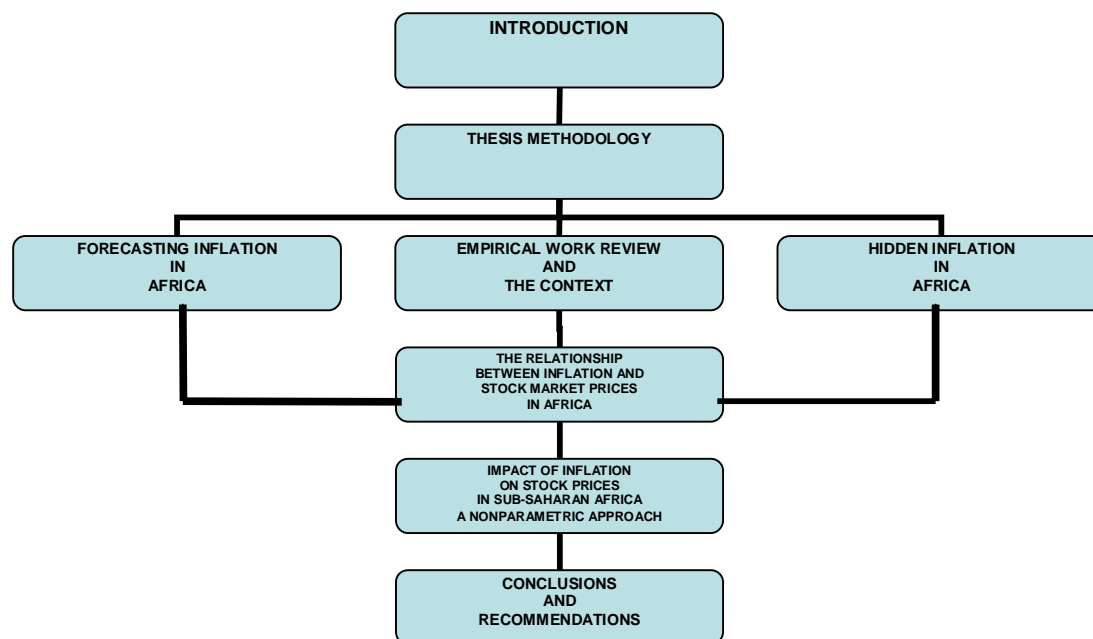 INTRODUCTION
THESIS METHODOLOGY
FORECASTING INFLATION
IN
AFRICA
EMPIRICAL WORK REVIEW
AND
THE CONTEXT
HIDDEN INFLATION
IN
AFRICA
THE RELATIONSHIP
BETWEEN INFLATION AND
STOCK MARKET PRICES
IN AFRICA
IMPACT OF INFLATION
ON STOCK PRICES
IN SUB-SAHARAN AFRICA
A NONPARAMETRIC APPROACH
CONCLUSIONS
AND
RECOMMENDATIONS